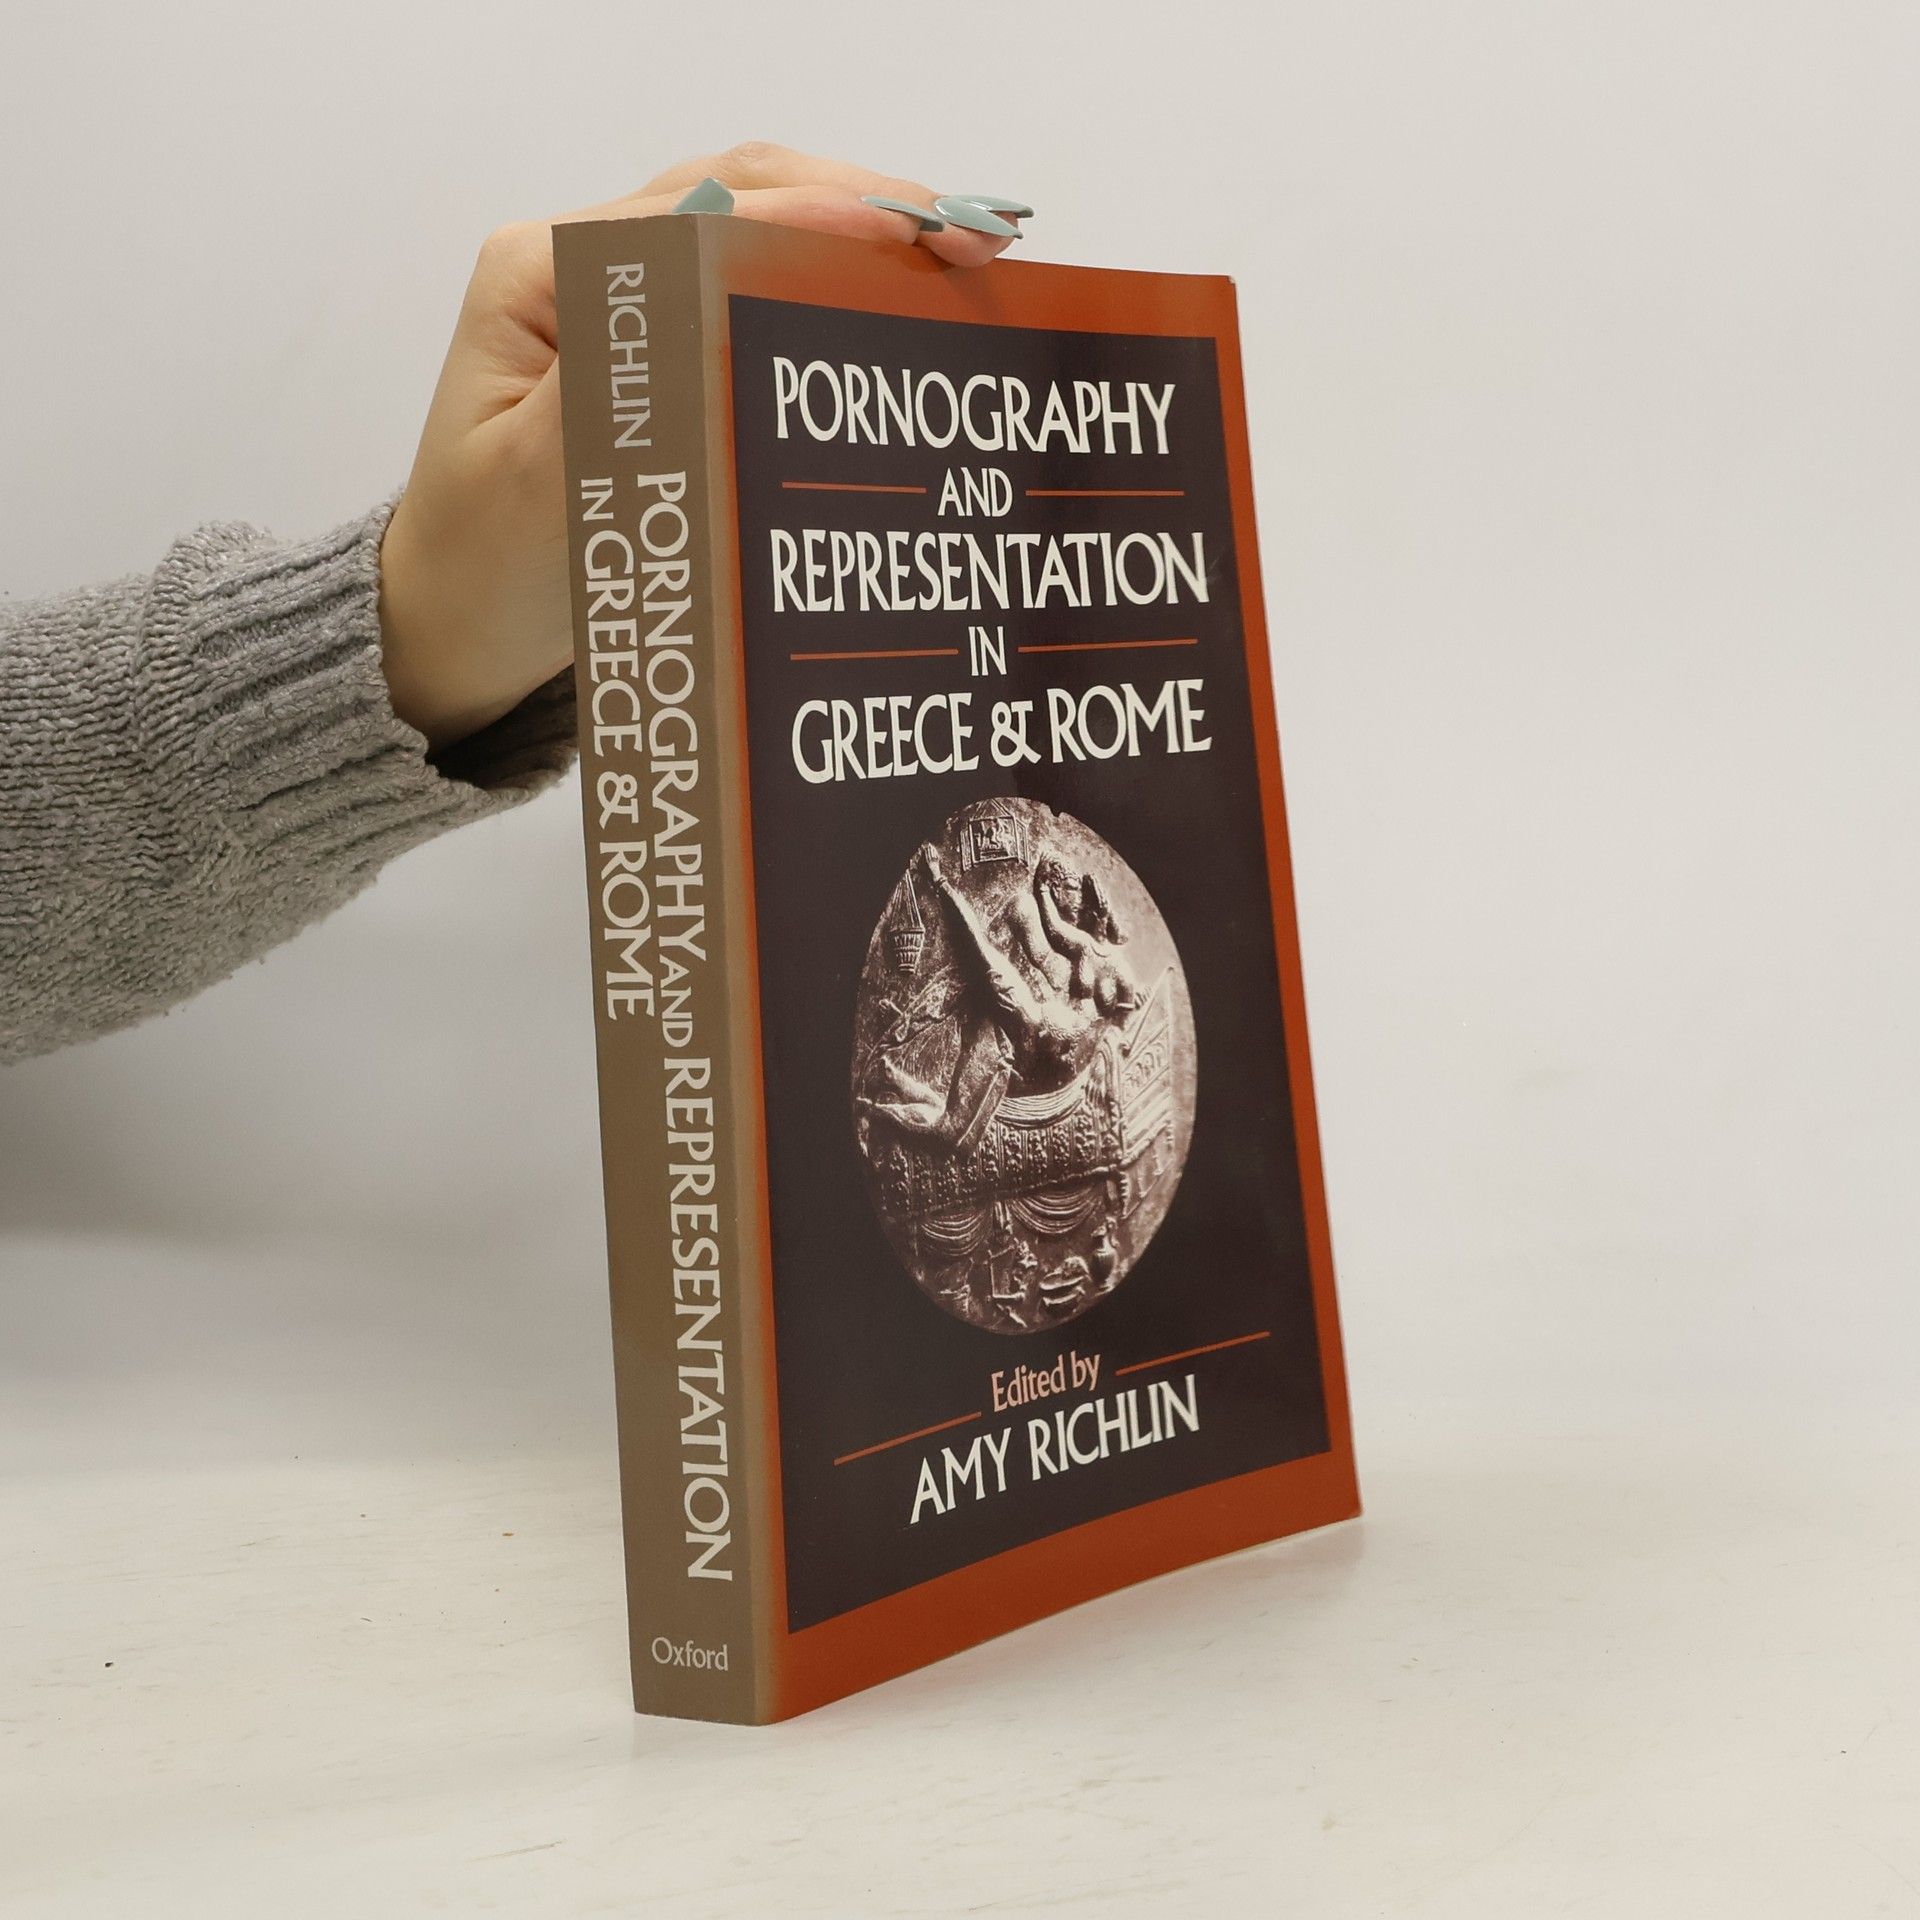 RICHLIN
PORNOGRAPHY AND REPRESENTATION
IN GREECE & ROME
Oxford
PORNOGRAPHY
AND
REPRESENTATION
IN
GREECE & ROME
Edited by
AMY RICHLIN